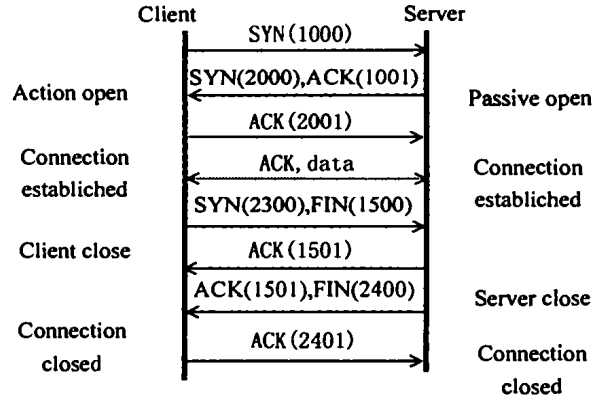 Client
Server
SYN(1000)
SYN(2000),ACK(1001)
Action open
Passive open
ACK(2001)
Connection
establiched
ACK, data
Connection
establiched
SYN(2300),FIN(1500)
Client close
ACK(1501)
ACK(1501),FIN(2400)
Server close
Connection
closed
ACK(2401)
Connection
closed